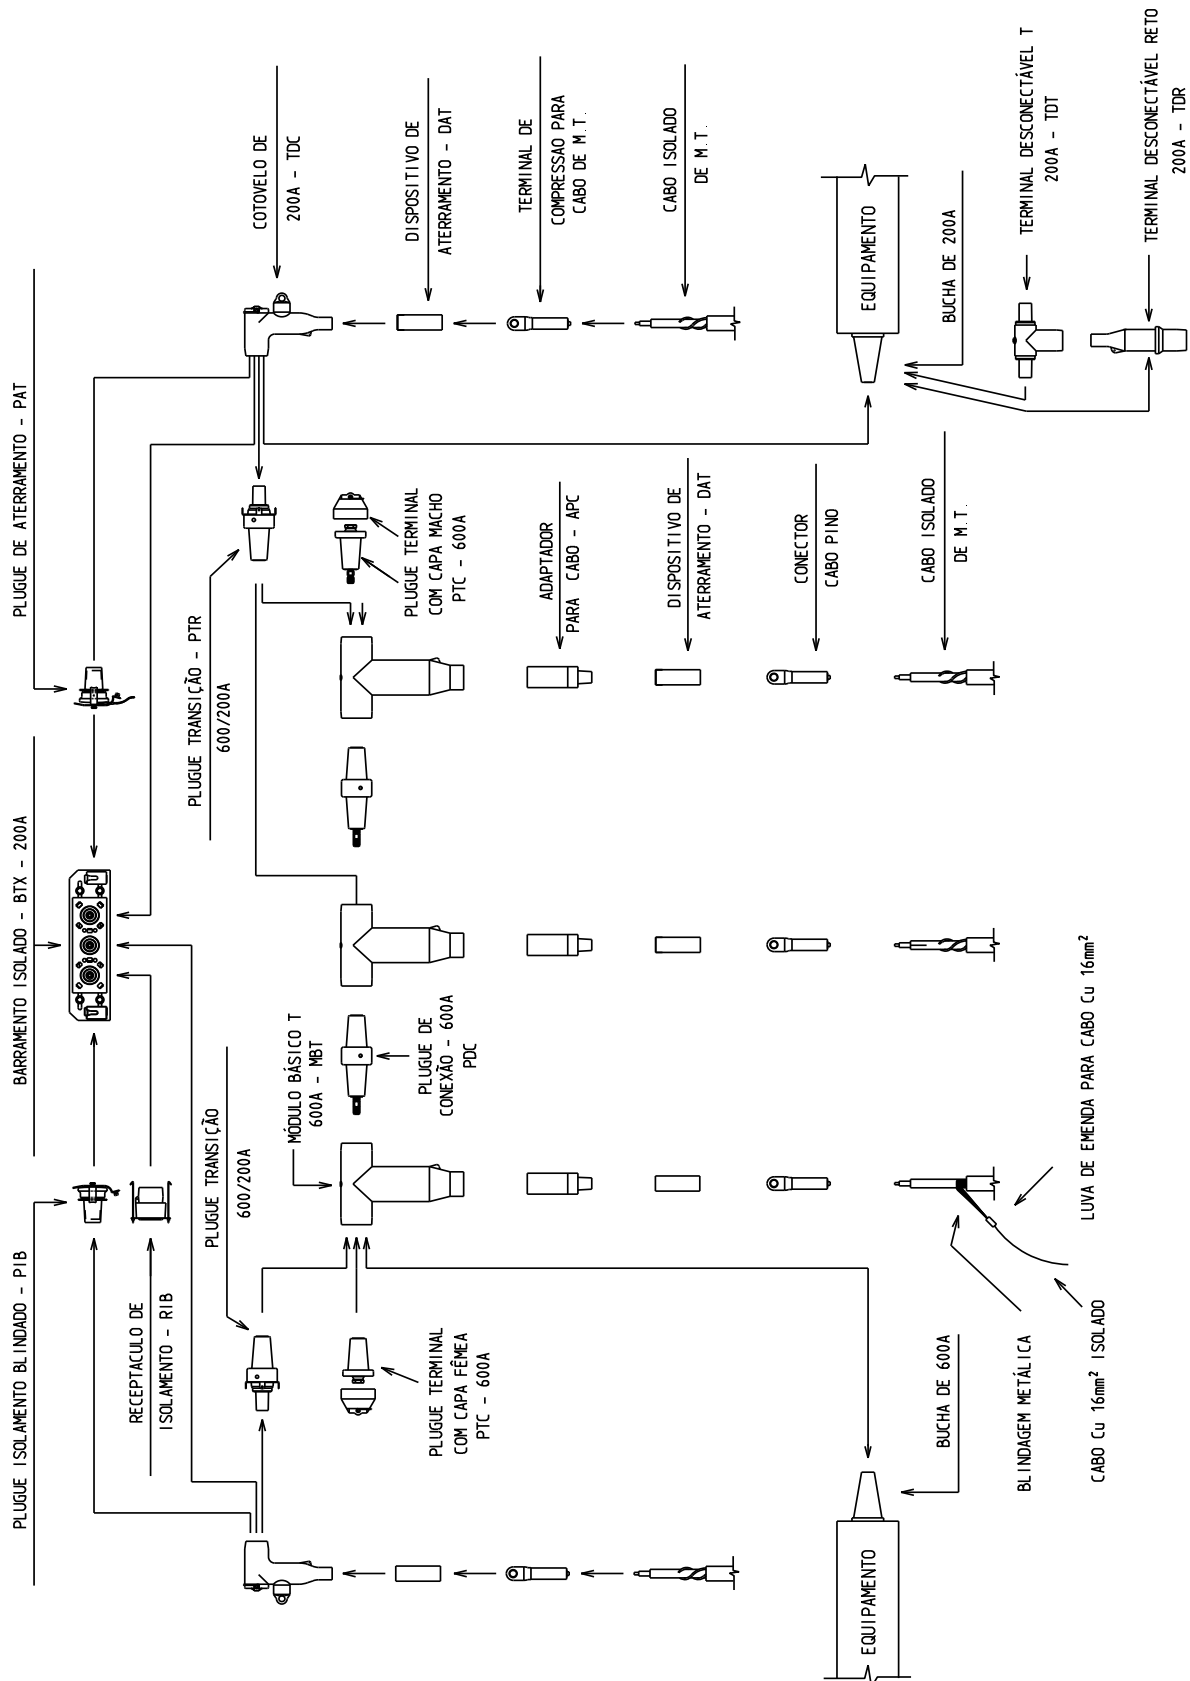 PLUGUE ISOLAMENTO BLINDADO - PIB
BARRAMENTO ISOLADO - BTX - 200A
PLUGUE DE ATERRAMENTO - PAT
RECEPTACULO DE
ISOLAMENTO - RIB
PLUGUE TRANSIÇÃO
600/200A
PLUGUE TRANSIÇÃO - PTR
600/200A
COTOVELO DE
200A - TDC
DISPOSITIVO DE
ATERRAMENTO - DAT
TERMINAL DE
COMPRESSAO PARA
CABO DE M.T.
CABO ISOLADO
DE M.T.
MÓDULO BÁSICO T
600A - MBT
PLUGUE DE
CONEXÃO - 600A
PDC
PLUGUE TERMINAL
COM CAPA MACHO
PTC - 600A
PLUGUE TERMINAL
COM CAPA FÊMEA
PTC - 600A
ADAPTADOR
PARA CABO - APC
DISPOSITIVO DE
ATERRAMENTO - DAT
CONECTOR
CABO PINO
CABO ISOLADO
DE M.T.
EQUIPAMENTO
BUCHA DE 200A
TERMINAL DESCONECTÁVEL T
200A - TDT
TERMINAL DESCONECTÁVEL RETO
200A - TDR
EQUIPAMENTO
BUCHA DE 600A
BLINDAGEM METÁLICA
LUVA DE EMENDA PARA CABO Cu 16mm²
CABO Cu 16mm² ISOLADO